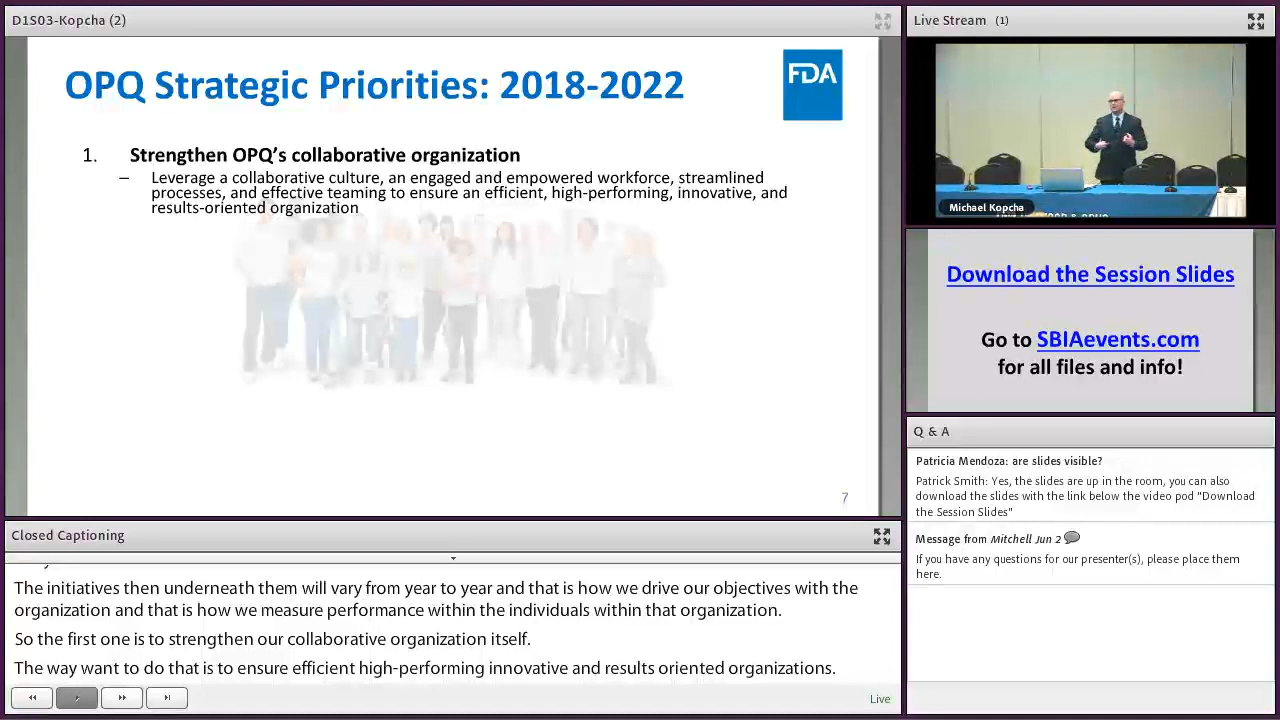 D1S03-Kopcha (2)
OPQ Strategic Priorities: 2018-2022
FDA
1. Strengthen OPQ's collaborative organization
– Leverage a collaborative culture, an engaged and empowered workforce, streamlined
processes, and effective teaming to ensure an efficient, high-performing, innovative, and
results-oriented organization
7
Closed Captioning
The initiatives then underneath them will vary from year to year and that is how we drive our objectives with the
organization and that is how we measure performance within the individuals within that organization.
So the first one is to strengthen our collaborative organization itself.
The way want to do that is to ensure efficient high-performing innovative and results oriented organizations.
Live
Live Stream (1)
Michael Kopcha
Download the Session Slides
Go to SBIAevents.com
for all files and info!
Q & A
Patricia Mendoza: are slides visible?
Patrick Smith: Yes, the slides are up in the room, you can also
download the slides with the link below the video pod "Download
the Session Slides"
Message from Mitchell Jun 2
If you have any questions for our presenter(s), please place them
here.